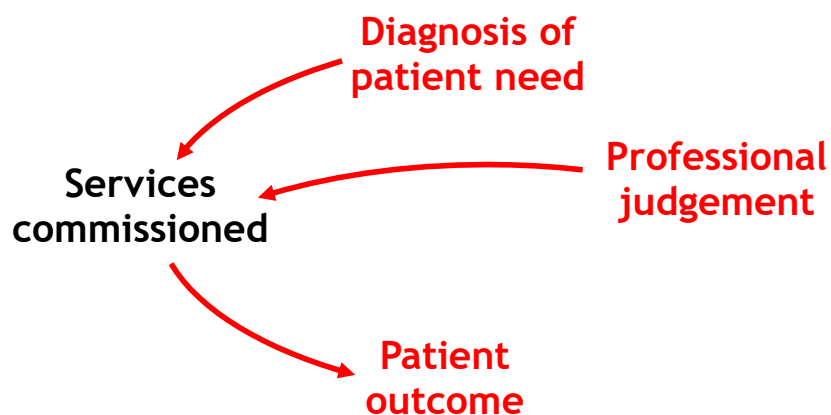 Diagnosis of
patient need
Professional
judgement
Services
commissioned
Patient
outcome